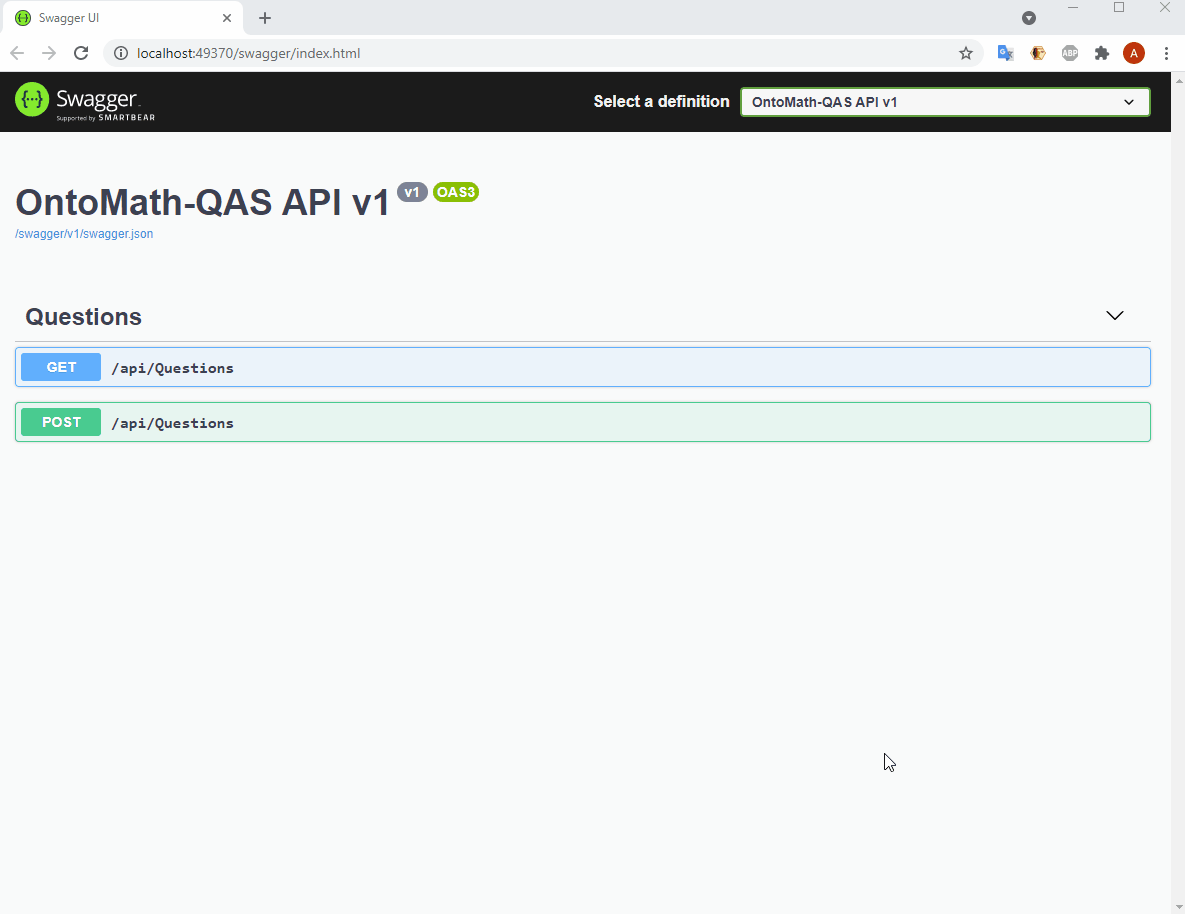 Swagger UI
localhost:49370/swagger/index.html
ABP
A
{··} Swagger
Supported by SMARTBEAR
Select a definition
OntoMath-QAS API v1
OntoMath-QAS API v1 v1 OAS3
/swagger/v1/swagger.json
Questions
GET /api/Questions
POST /api/Questions